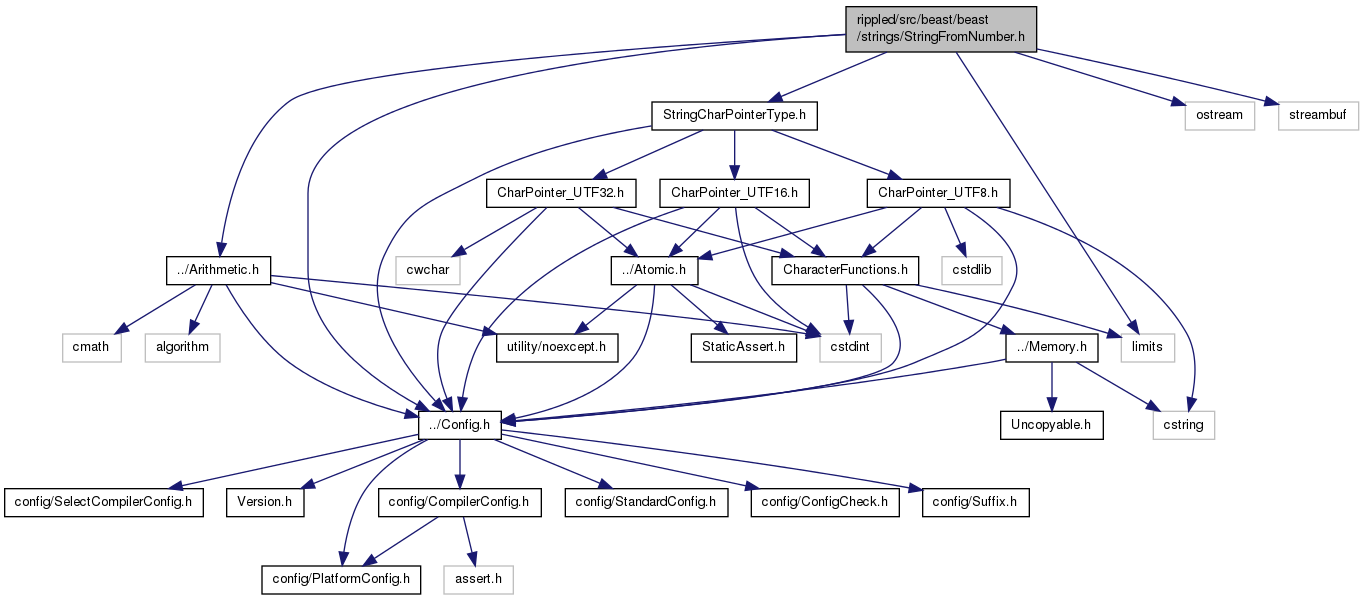 rippled/src/beast/beast
/strings/StringFromNumber.h
StringCharPointerType.h
ostream
streambuf
CharPointer_UTF32.h
CharPointer_UTF16.h
CharPointer_UTF8.h
../Arithmetic.h
cwchar
../Atomic.h
CharacterFunctions.h
cstdlib
cmath
algorithm
utility/noexcept.h
StaticAssert.h
cstdint
../Memory.h
limits
../Config.h
Uncopyable.h
cstring
config/SelectCompilerConfig.h
Version.h
config/CompilerConfig.h
config/StandardConfig.h
config/ConfigCheck.h
config/Suffix.h
config/PlatformConfig.h
assert.h